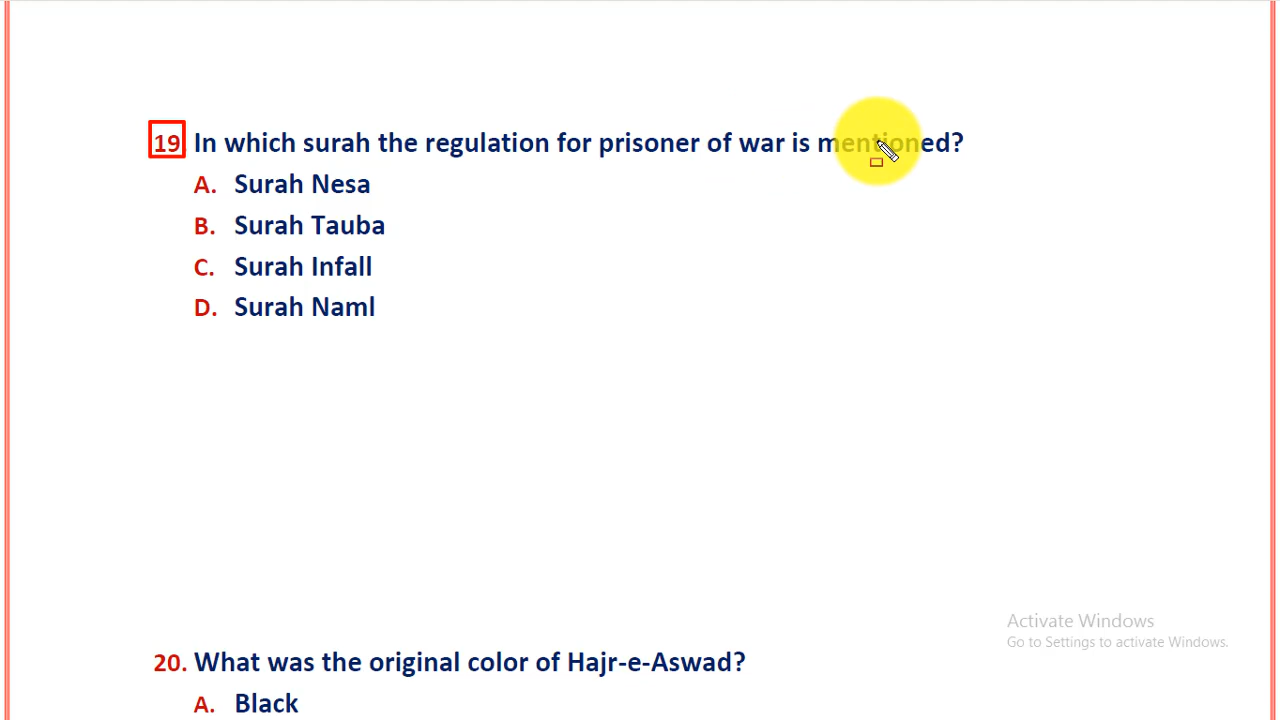 19 In which surah the regulation for prisoner of war is mentioned?
A. Surah Nesa
B. Surah Tauba
C. Surah Infall
D. Surah Naml
Activate Windows
Go to Settings to activate Windows.
20. What was the original color of Hajr-e-Aswad?
A. Black